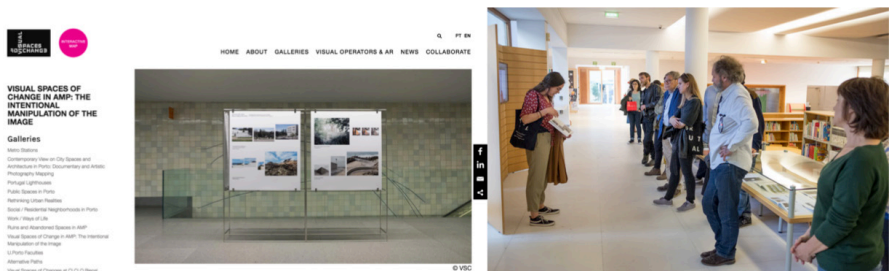 VISUAL
SPACES
OF
CHANGE
INTERACTIVE
MAP
PT EN
HOME ABOUT GALLERIES VISUAL OPERATORS & AR NEWS COLLABORATE
VISUAL SPACES OF
CHANGE IN AMP: THE
INTENTIONAL
MANIPULATION OF THE
IMAGE
Galleries
Metro Stations
Contemporary View on City Spaces and
Architecture in Porto: Documentary and Artistic
Photography Mapping
Portugal Lighthouses
Public Spaces in Porto
Rethinking Urban Realities
Social / Residential Neighborhoods in Porto
Work / Ways of Life
Ruins and Abandoned Spaces in AMP
Visual Spaces of Change in AMP: The Intentional
Manipulation of the Image
U.Porto Faculties
Alternative Paths
© VSC